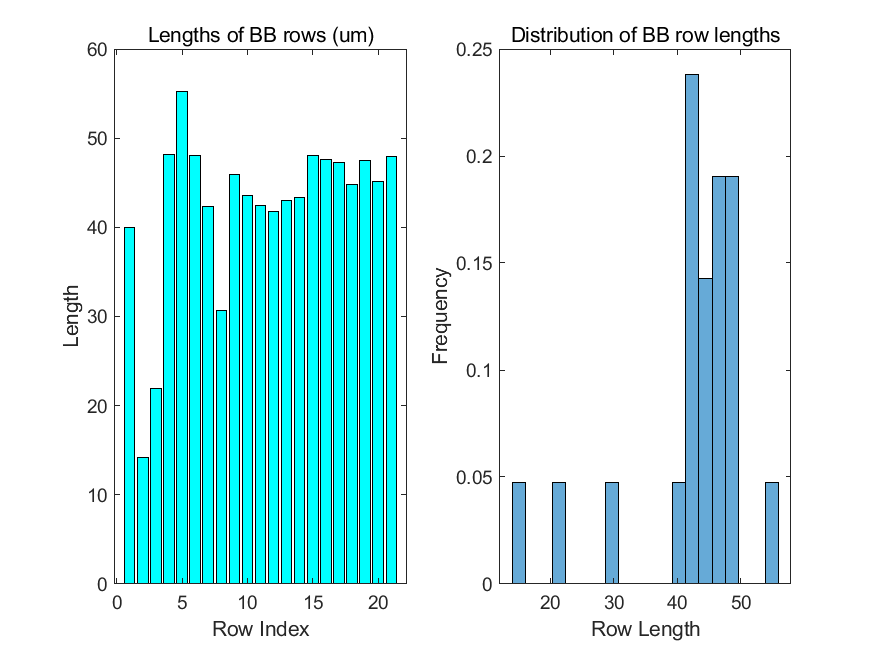 Lengths of BB rows (um)
60
50
40
30
20
10
0
Length
0 5 10 15 20
Row Index
Distribution of BB row lengths
0.25
0.2
0.15
0.1
0.05
0
Frequency
20 30 40 50
Row Length